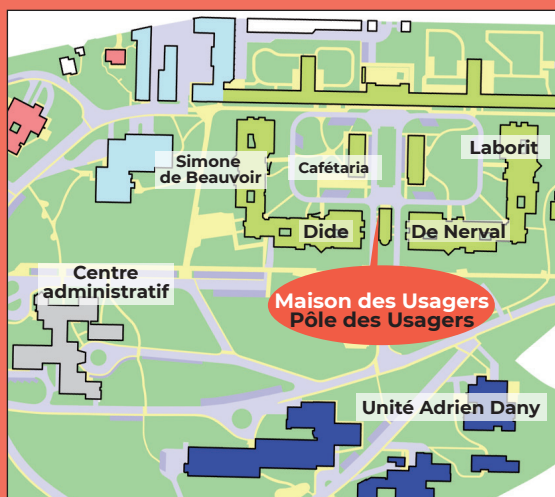 Simone
de Beauvoir
Cafétaria
Laborit
Dide
De Nerval
Centre
administratif
Maison des Usagers
Pôle des Usagers
Unité Adrien Dany